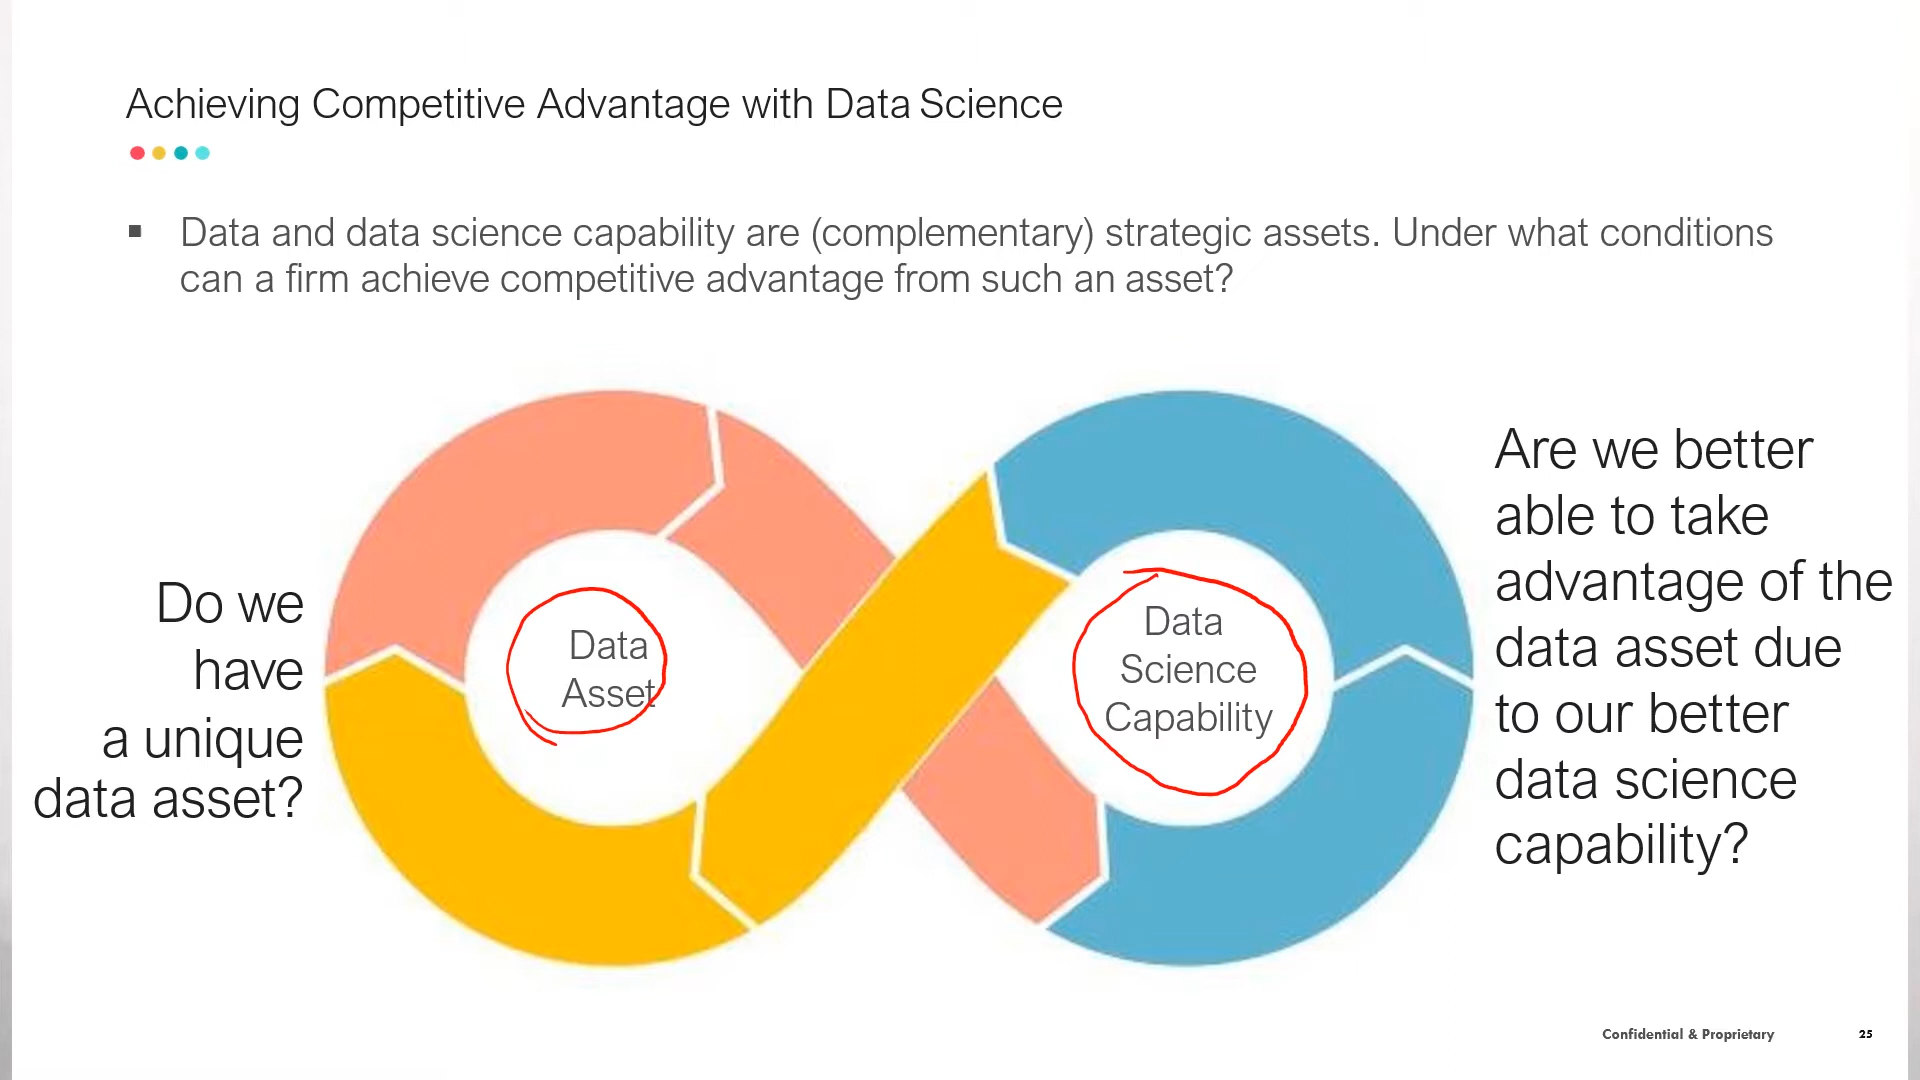 Achieving Competitive Advantage with Data Science
▪ Data and data science capability are (complementary) strategic assets. Under what conditions
can a firm achieve competitive advantage from such an asset?
Do we
have
a unique
data asset?
Data
Asset
Data
Science
Capability
Are we better
able to take
advantage of the
data asset due
to our better
data science
capability?
Confidential & Proprietary
25